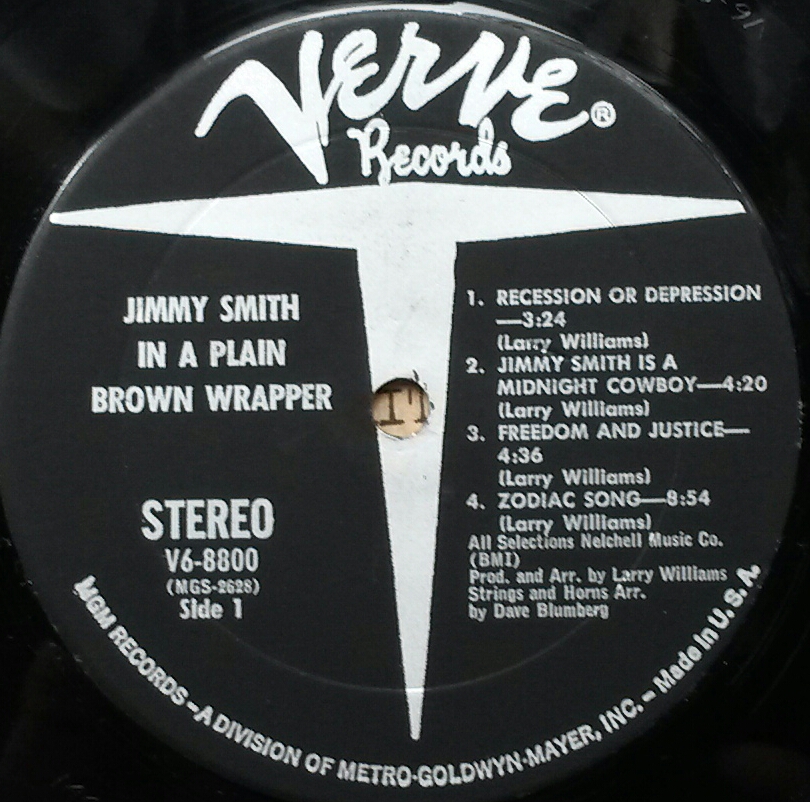 Verve®
Records
JIMMY SMITH
IN A PLAIN
BROWN WRAPPER
STEREO
V6-8800
(MGS-2628)
Side 1
1. RECESSION OR DEPRESSION
—3:24
(Larry Williams)
2. JIMMY SMITH IS A
MIDNIGHT COWBOY—4:20
(Larry Williams)
3. FREEDOM AND JUSTICE—
4:36
(Larry Williams)
4. ZODIAC SONG—8:54
(Larry Williams)
All Selections Nelchell Music Co.
(BMI)
Prod. and Arr. by Larry Williams
Strings and Horns Arr.
by Dave Blumberg
MGM RECORDS – A DIVISION OF METRO-GOLDWYN-MAYER, INC. – Made in U.S.A.